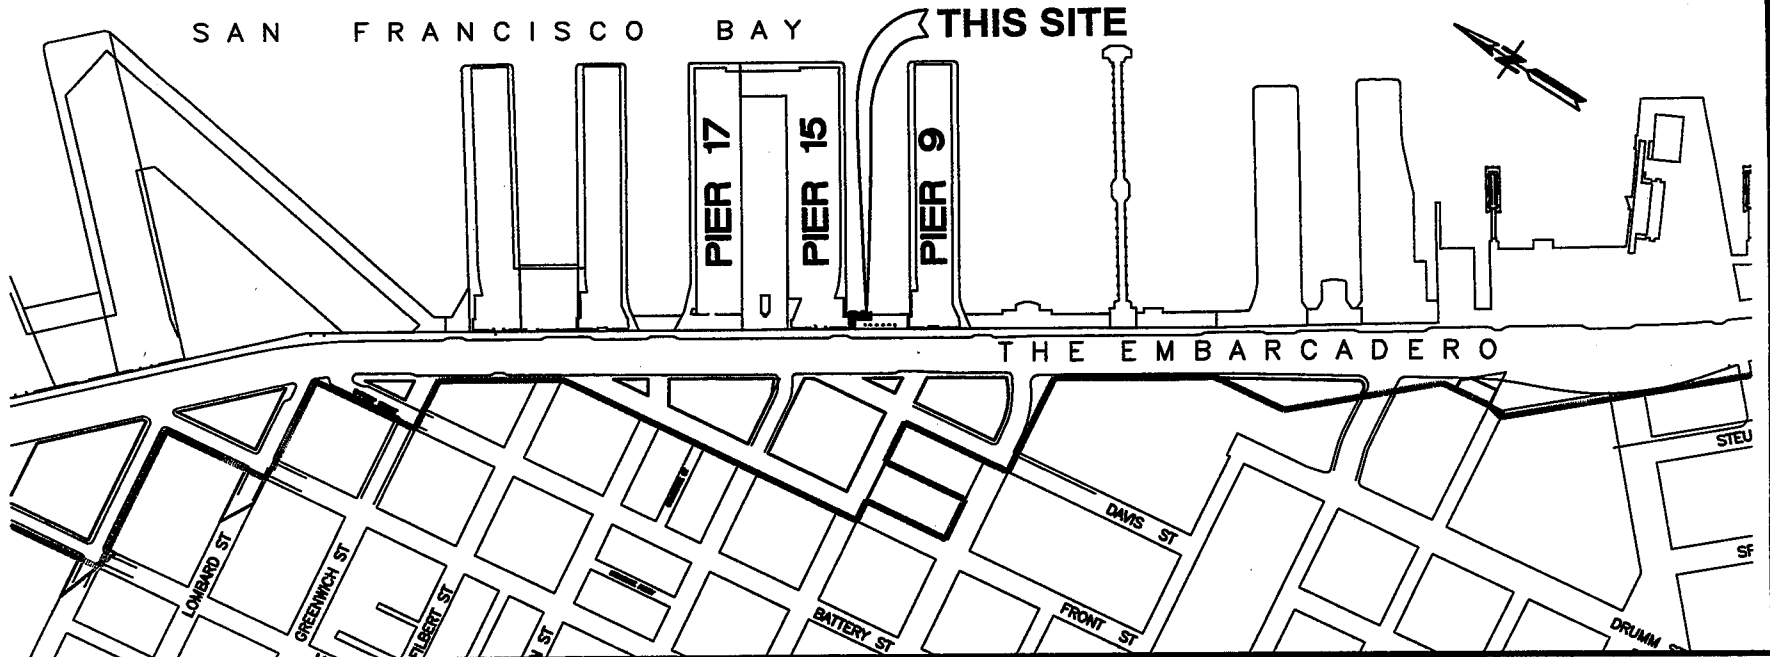 SAN FRANCISCO BAY
THIS SITE
PIER 17
PIER 15
PIER 9
THE EMBARCADERO
STEU
DAVIS ST
SF
LOMBARD ST
GREENWICH ST
FILBERT ST
N ST
BATTERY ST
FRONT ST
DRUMM S